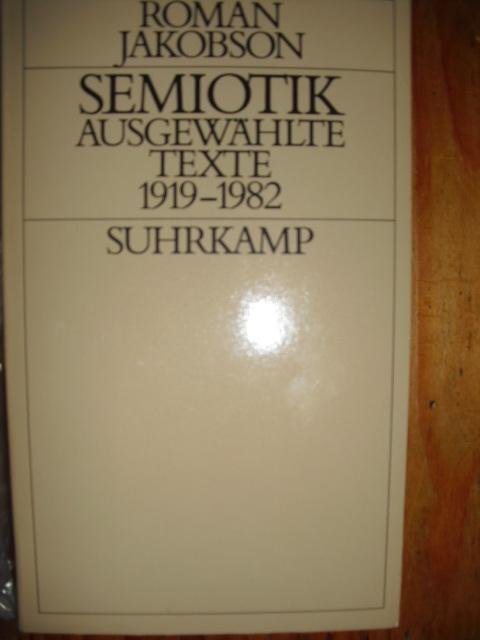 ROMAN
JAKOBSON
SEMIOTIK
AUSGEWÄHLTE
TEXTE
1919–1982
SUHRKAMP